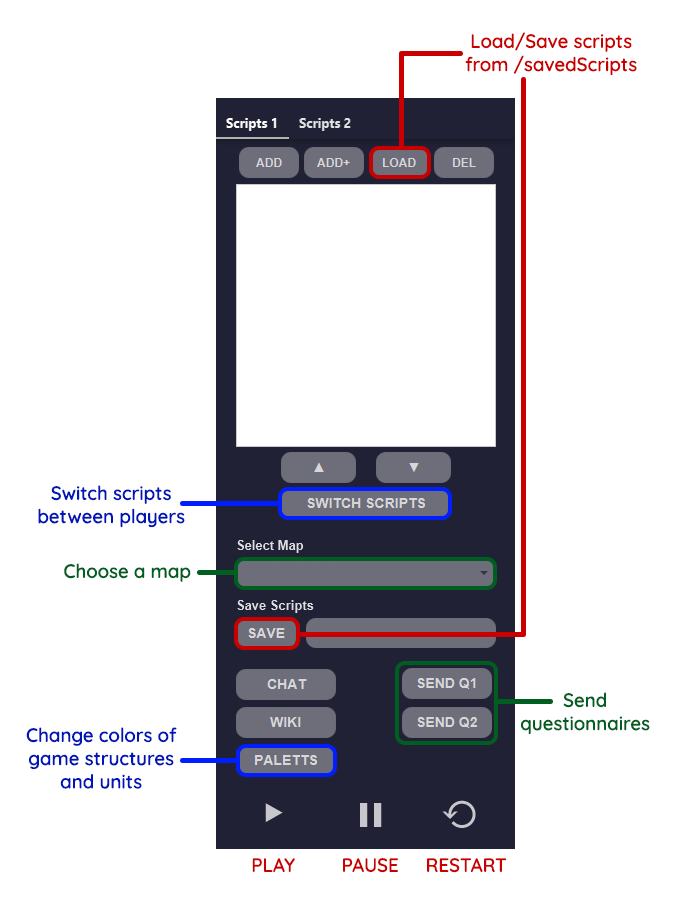 Load/Save scripts
from /savedScripts
Scripts 1 Scripts 2
ADD ADD+ LOAD DEL
▲ ▼
Switch scripts
between players
SWITCH SCRIPTS
Select Map
Choose a map
Save Scripts
SAVE
CHAT SEND Q1
WIKI SEND Q2
Send
questionnaires
Change colors of
game structures
and units
PALETTS
PLAY PAUSE RESTART